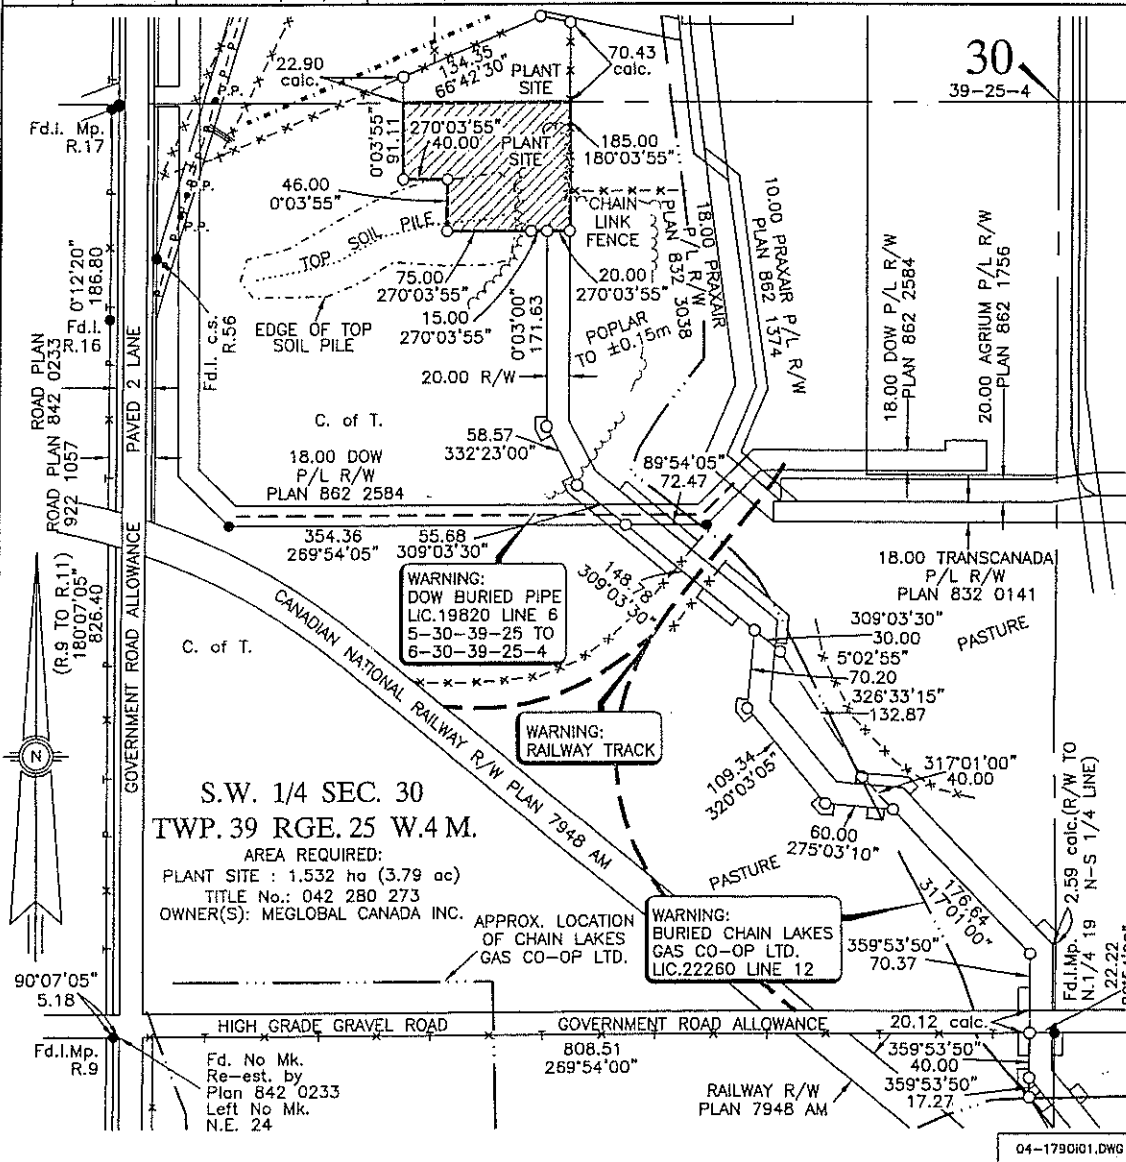 22.90
calc.
134.35
66°42'30"
PLANT
SITE
70.43
calc.
30
39-25-4
Fd.I. Mp.
R.17
P.P.
0°03'55"
91.11
270°03'55"
40.00
PLANT
SITE
185.00
180°03'55"
46.00
0°03'55"
CHAIN
LINK
FENCE
TOP SOIL PILE
18.00 PRAXAIR
P/L R/W
PLAN 832 3038
10.00 PRAXAIR P/L R/W
PLAN 862 1374
18.00 DOW P/L R/W
PLAN 862 2584
20.00 AGRIUM P/L R/W
PLAN 862 1756
P.P.
P.P.
0°12'20"
186.80
Fd.I.
R.16
Fd.I. c.s.
R.56
EDGE OF TOP
SOIL PILE
75.00
270°03'55"
15.00
270°03'55"
0°03'00"
171.63
20.00
270°03'55"
POPLAR
TO ±0.15m
20.00 R/W
ROAD PLAN
ROAD PLAN 842 0233
922 1057
PAVED 2 LANE
GOVERNMENT ROAD ALLOWANCE
C. of T.
58.57
332°23'00"
18.00 DOW
P/L R/W
PLAN 862 2584
89°54'05"
72.47
354.36
269°54'05"
55.68
309°03'30"
148.78
309°03'30"
18.00 TRANSCANADA
P/L R/W
PLAN 832 0141
WARNING:
DOW BURIED PIPE
LIC.19820 LINE 6
5-30-39-25 TO
6-30-39-25-4
(R.9 TO R.11)
180°07'05"
826.40
C. of T.
CANADIAN NATIONAL RAILWAY R/W PLAN 7948 AM
309°03'30"
30.00
5°02'55"
70.20
326°33'15"
132.87
PASTURE
WARNING:
RAILWAY TRACK
N
109.34
320°03'05"
317°01'00"
40.00
60.00
275°03'10"
S.W. 1/4 SEC. 30
TWP. 39 RGE. 25 W.4 M.
AREA REQUIRED:
PLANT SITE : 1.532 ha (3.79 ac)
TITLE No.: 042 280 273
OWNER(S): MEGLOBAL CANADA INC.
PASTURE
APPROX. LOCATION
OF CHAIN LAKES
GAS CO-OP LTD.
WARNING:
BURIED CHAIN LAKES
GAS CO-OP LTD.
LIC.22260 LINE 12
176.64
317°01'00"
359°53'50"
70.37
2.59 calc.(R/W TO
N-S 1/4 LINE)
Fd.I.Mp.
N.1/4 19
22.22
90°07'05"
5.18
HIGH GRADE GRAVEL ROAD
GOVERNMENT ROAD ALLOWANCE
20.12 calc.
Fd.I.Mp.
R.9
808.51
269°54'00"
359°53'50"
40.00
359°53'50"
17.27
Fd. No Mk.
Re-est. by
Plan 842 0233
Left No Mk.
N.E. 24
RAILWAY R/W
PLAN 7948 AM
04-1790i01.DWG